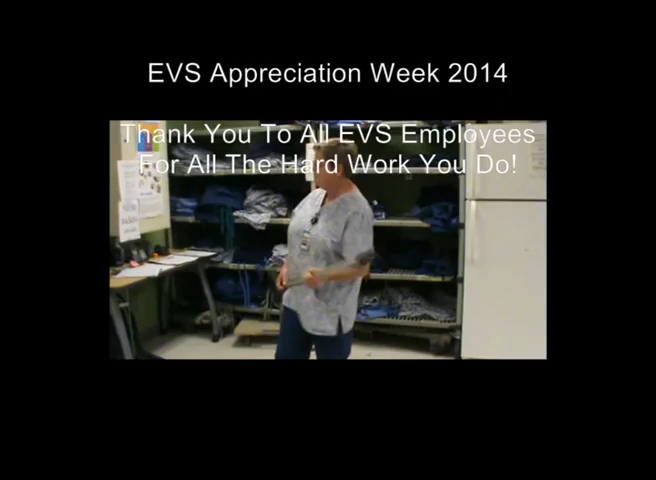 EVS Appreciation Week 2014
Thank You To All EVS Employees
For All The Hard Work You Do!